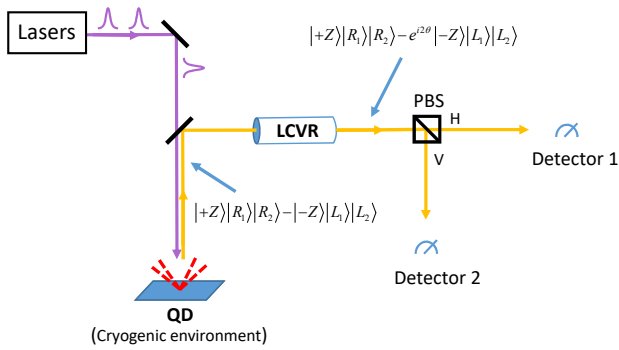 Lasers
|+Z⟩|R₁⟩|R₂⟩−e^{i2θ}|−Z⟩|L₁⟩|L₂⟩
PBS
LCVR
H
V
Detector 1
|+Z⟩|R₁⟩|R₂⟩−|−Z⟩|L₁⟩|L₂⟩
Detector 2
QD
(Cryogenic environment)